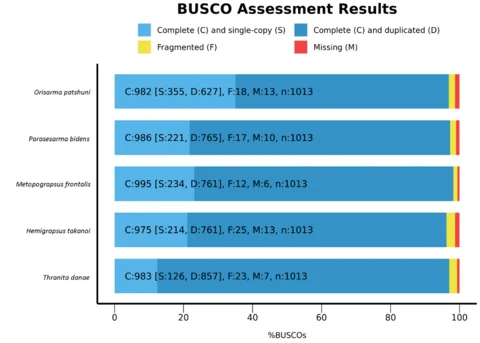 BUSCO Assessment Results
Complete (C) and single-copy (S)
Complete (C) and duplicated (D)
Fragmented (F)
Missing (M)
Orisarma patshuni
C:982 [S:355, D:627], F:18, M:13, n:1013
Parasesarma bidens
C:986 [S:221, D:765], F:17, M:10, n:1013
Metopograpsus frontalis
C:995 [S:234, D:761], F:12, M:6, n:1013
Hemigrapsus takanoi
C:975 [S:214, D:761], F:25, M:13, n:1013
Thranita danae
C:983 [S:126, D:857], F:23, M:7, n:1013
0 20 40 60 80 100
%BUSCOs